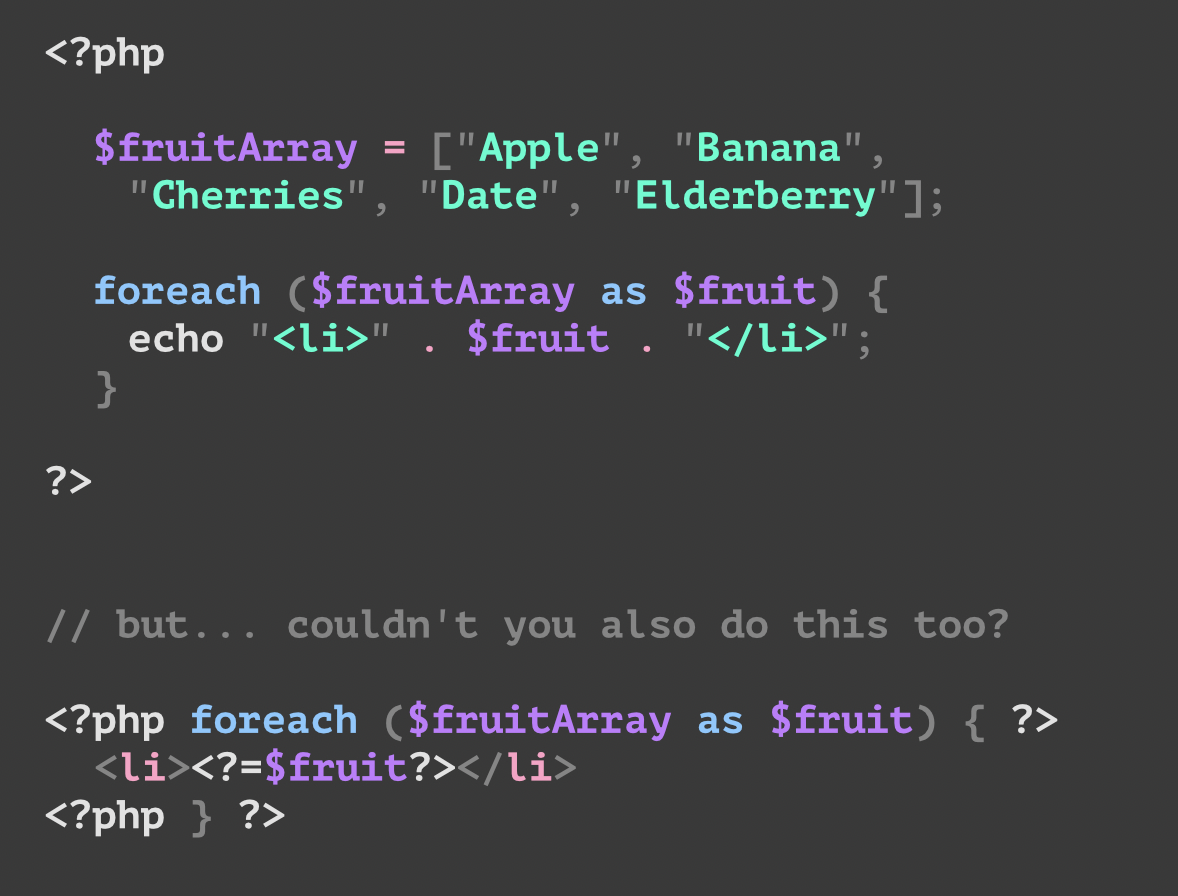 <?php
$fruitArray = ["Apple", "Banana",
"Cherries", "Date", "Elderberry"];
foreach ($fruitArray as $fruit) {
echo "<li>" . $fruit . "</li>";
}
?>
// but... couldn't you also do this too?
<?php foreach ($fruitArray as $fruit) { ?>
<li><?=$fruit?></li>
<?php } ?>